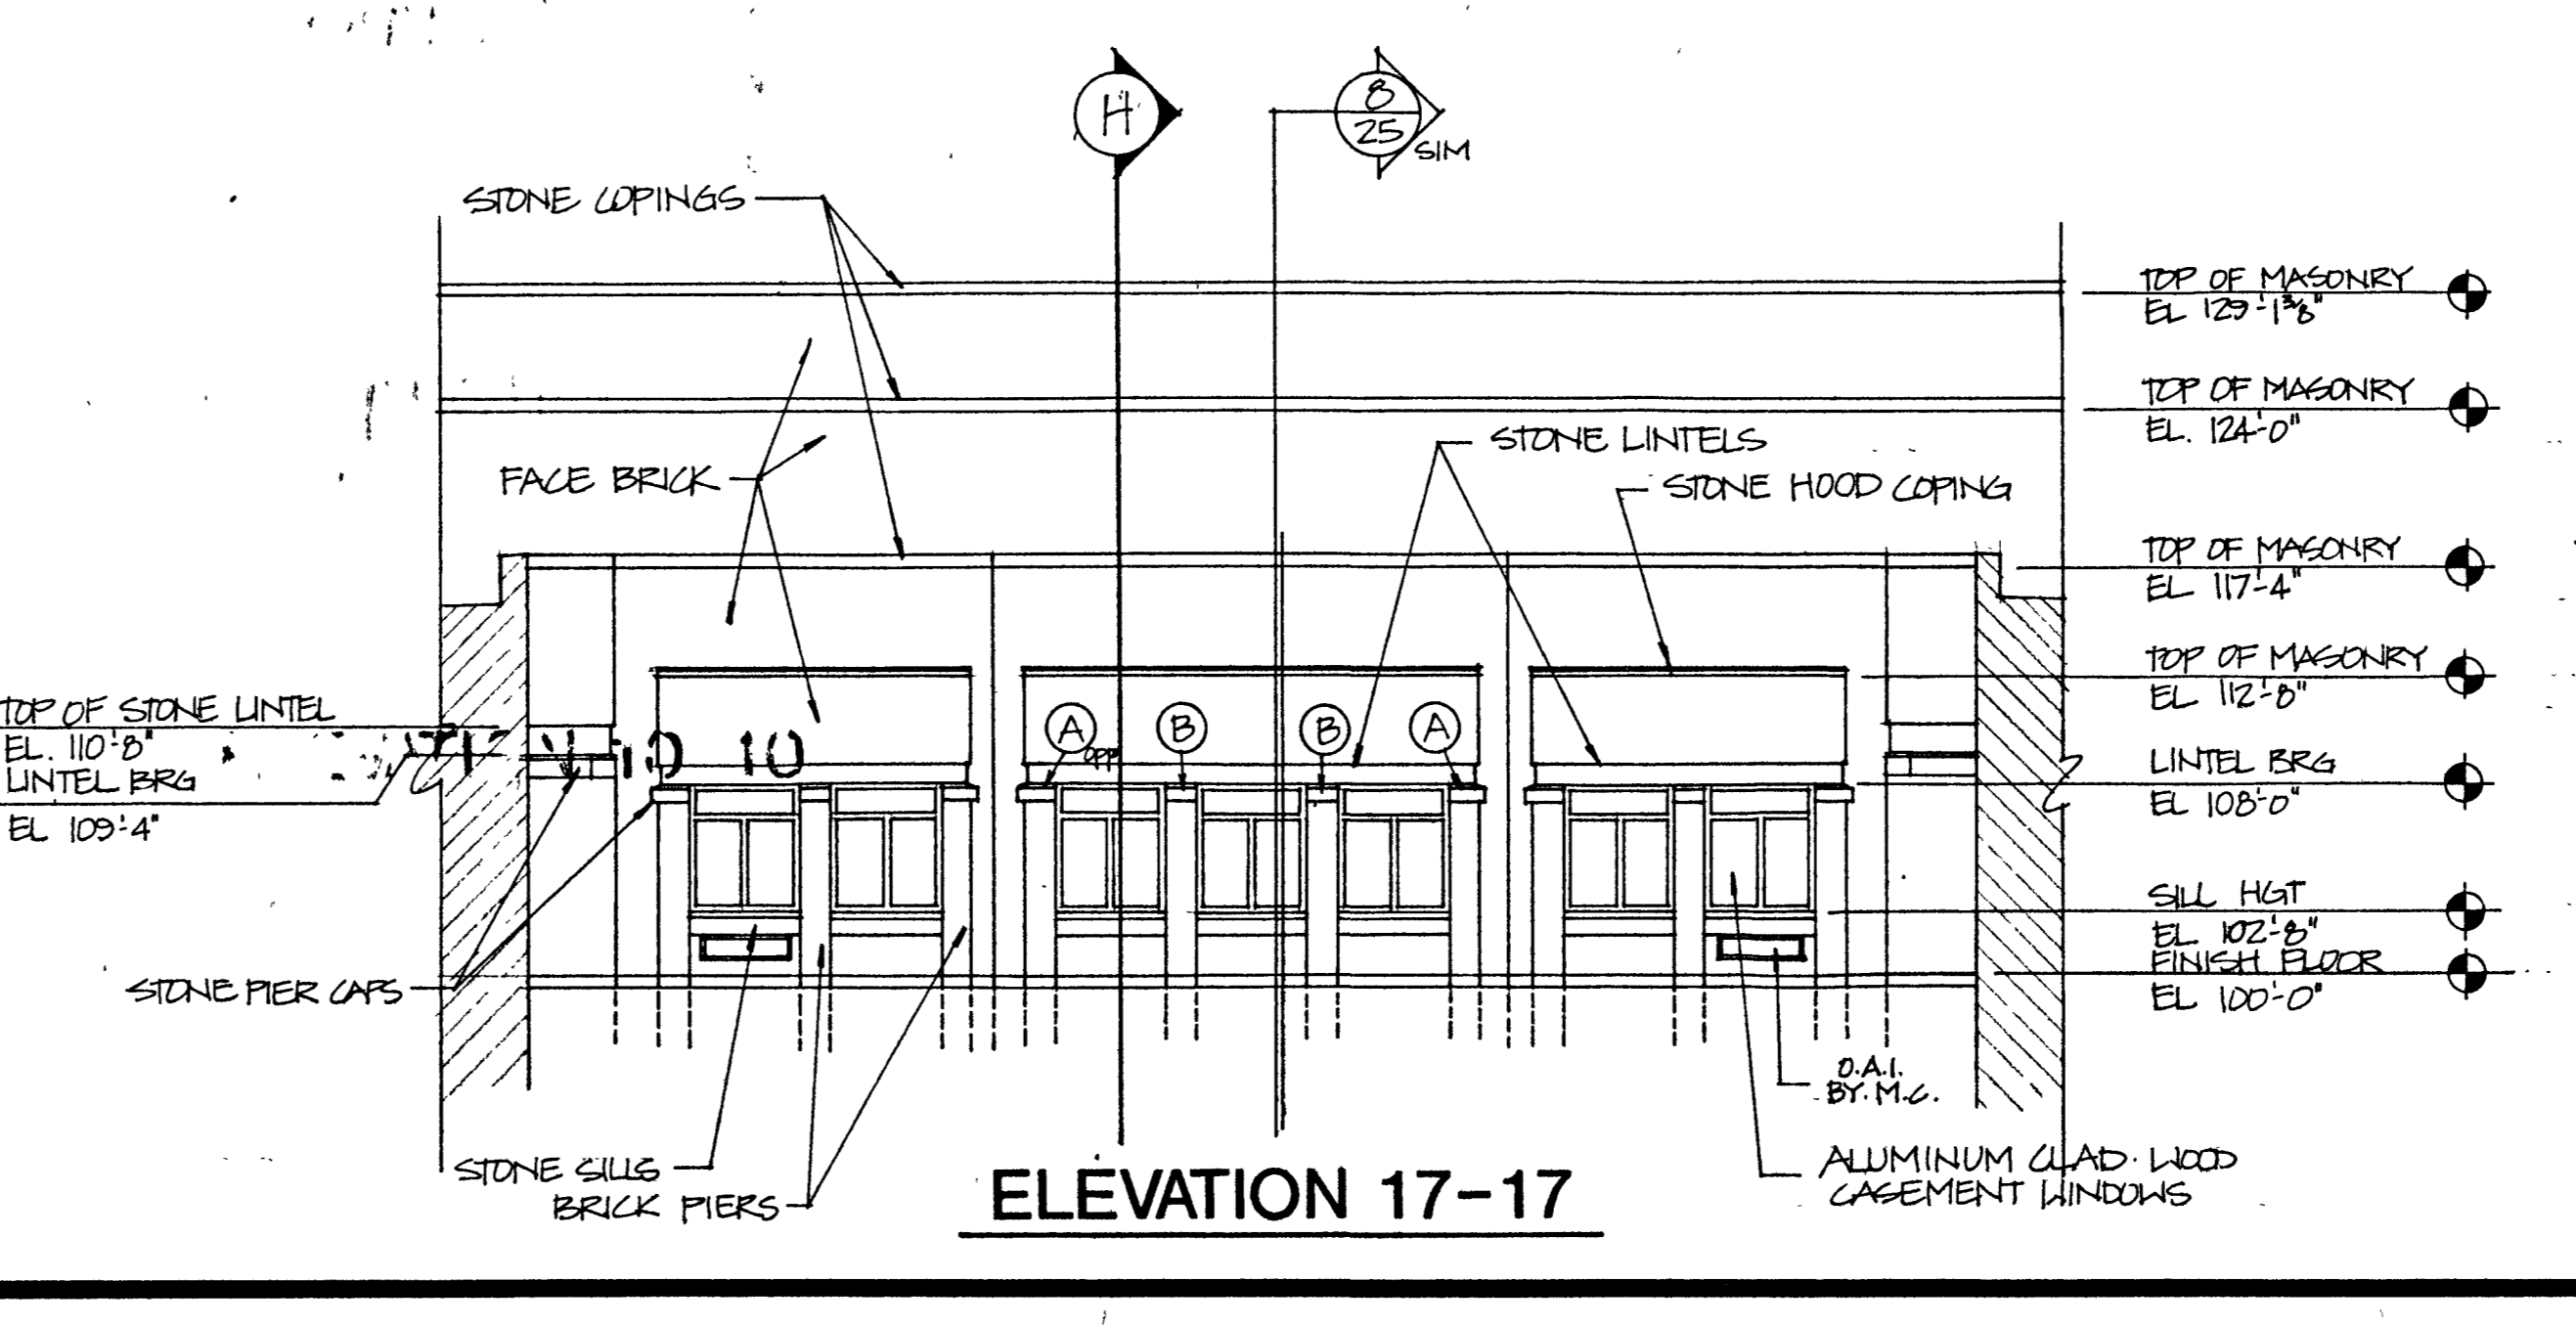 H
8
25
SIM
STONE COPINGS
TOP OF MASONRY
EL 129'-1 3/8"
TOP OF MASONRY
EL. 124'-0"
STONE LINTELS
FACE BRICK
STONE HOOD COPING
TOP OF MASONRY
EL 117'-4"
TOP OF MASONRY
EL 112'-8"
TOP OF STONE LINTEL
EL. 110'-8"
LINTEL BRG
EL 109'-4"
A
OPP
B
B
A
10
LINTEL BRG
EL 108'-0"
SILL HGT
EL 102'-8"
FINISH FLOOR
EL 100'-0"
STONE PIER CAPS
O.A.I.
BY. M.C.
STONE SILLS
BRICK PIERS
ALUMINUM CLAD. WOOD
CASEMENT WINDOWS
ELEVATION 17-17